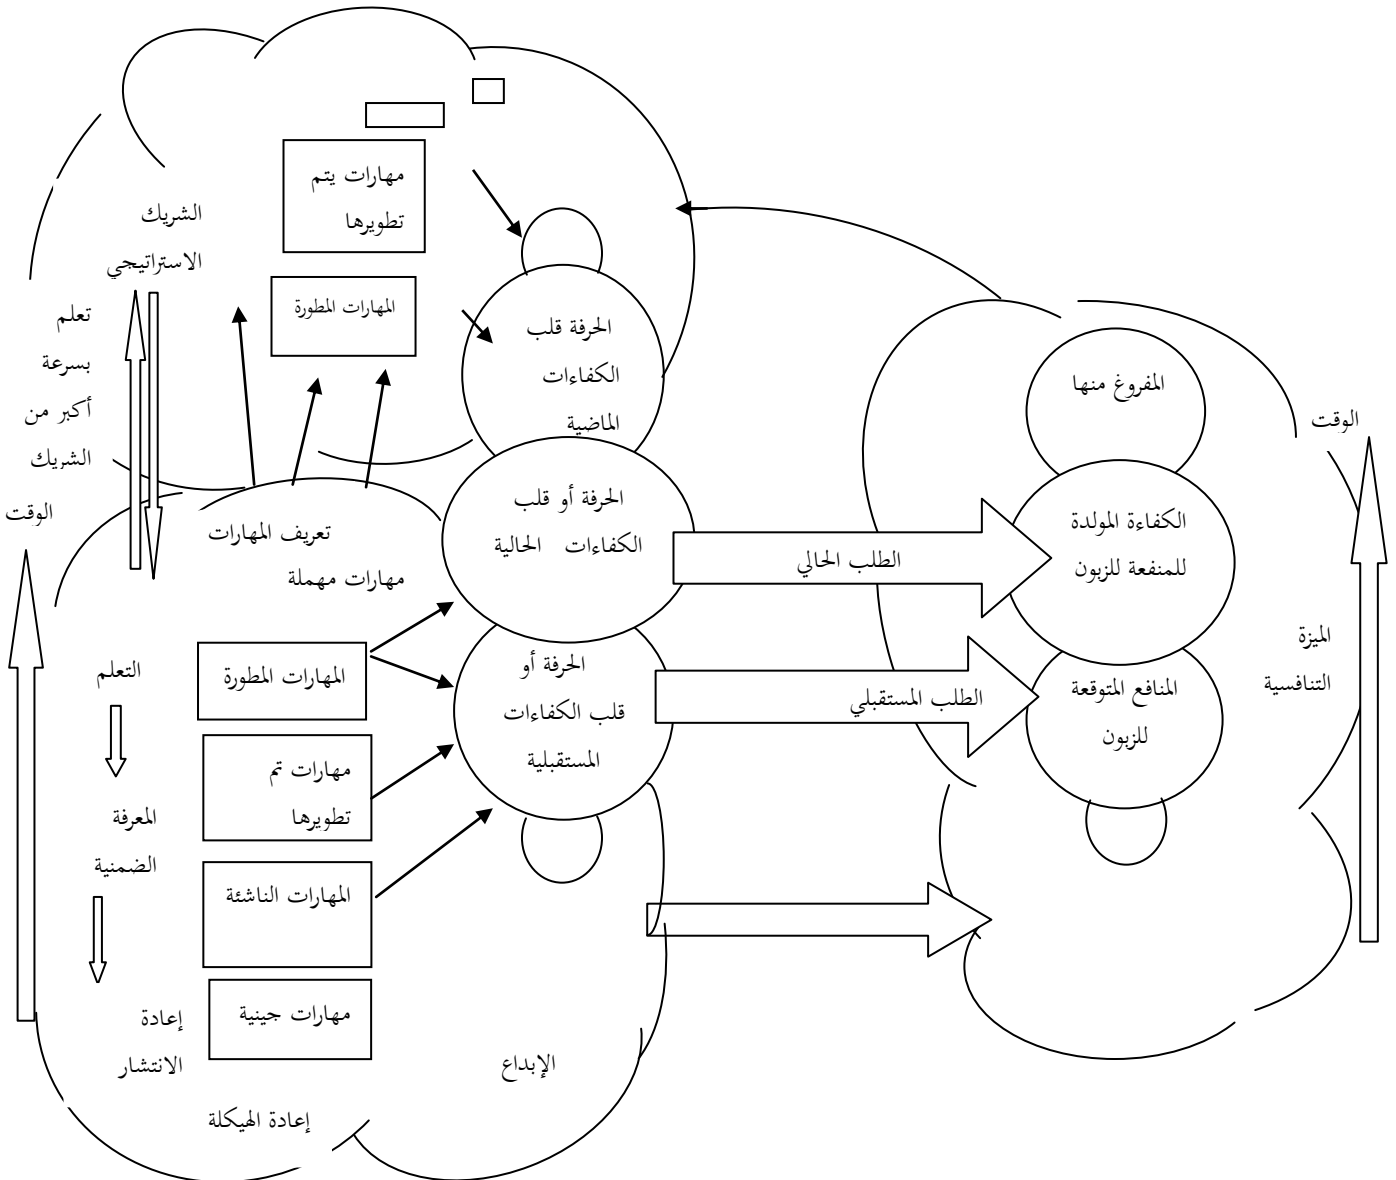 مهارات يتم
تطويرها
الشريك
الاستراتيجي
المهارات المطورة
تعلم
بسرعة
أكبر من
الشريك
الحرفة قلب
الكفاءات
الماضية
المفروغ منها
الوقت
الوقت
الحرفة أو قلب
الكفاءات الحالية
تعريف المهارات
مهارات مهملة
الطلب الحالي
الكفاءة المولدة
للمنفعة للزبون
الميزة
التنافسية
التعلم
المهارات المطورة
الحرفة أو
قلب الكفاءات
المستقبلية
الطلب المستقبلي
المنافع المتوقعة
للزبون
مهارات تم
تطويرها
المعرفة
الضمنية
المهارات الناشئة
إعادة
الانتشار
مهارات جينية
الإبداع
إعادة الهيكلة